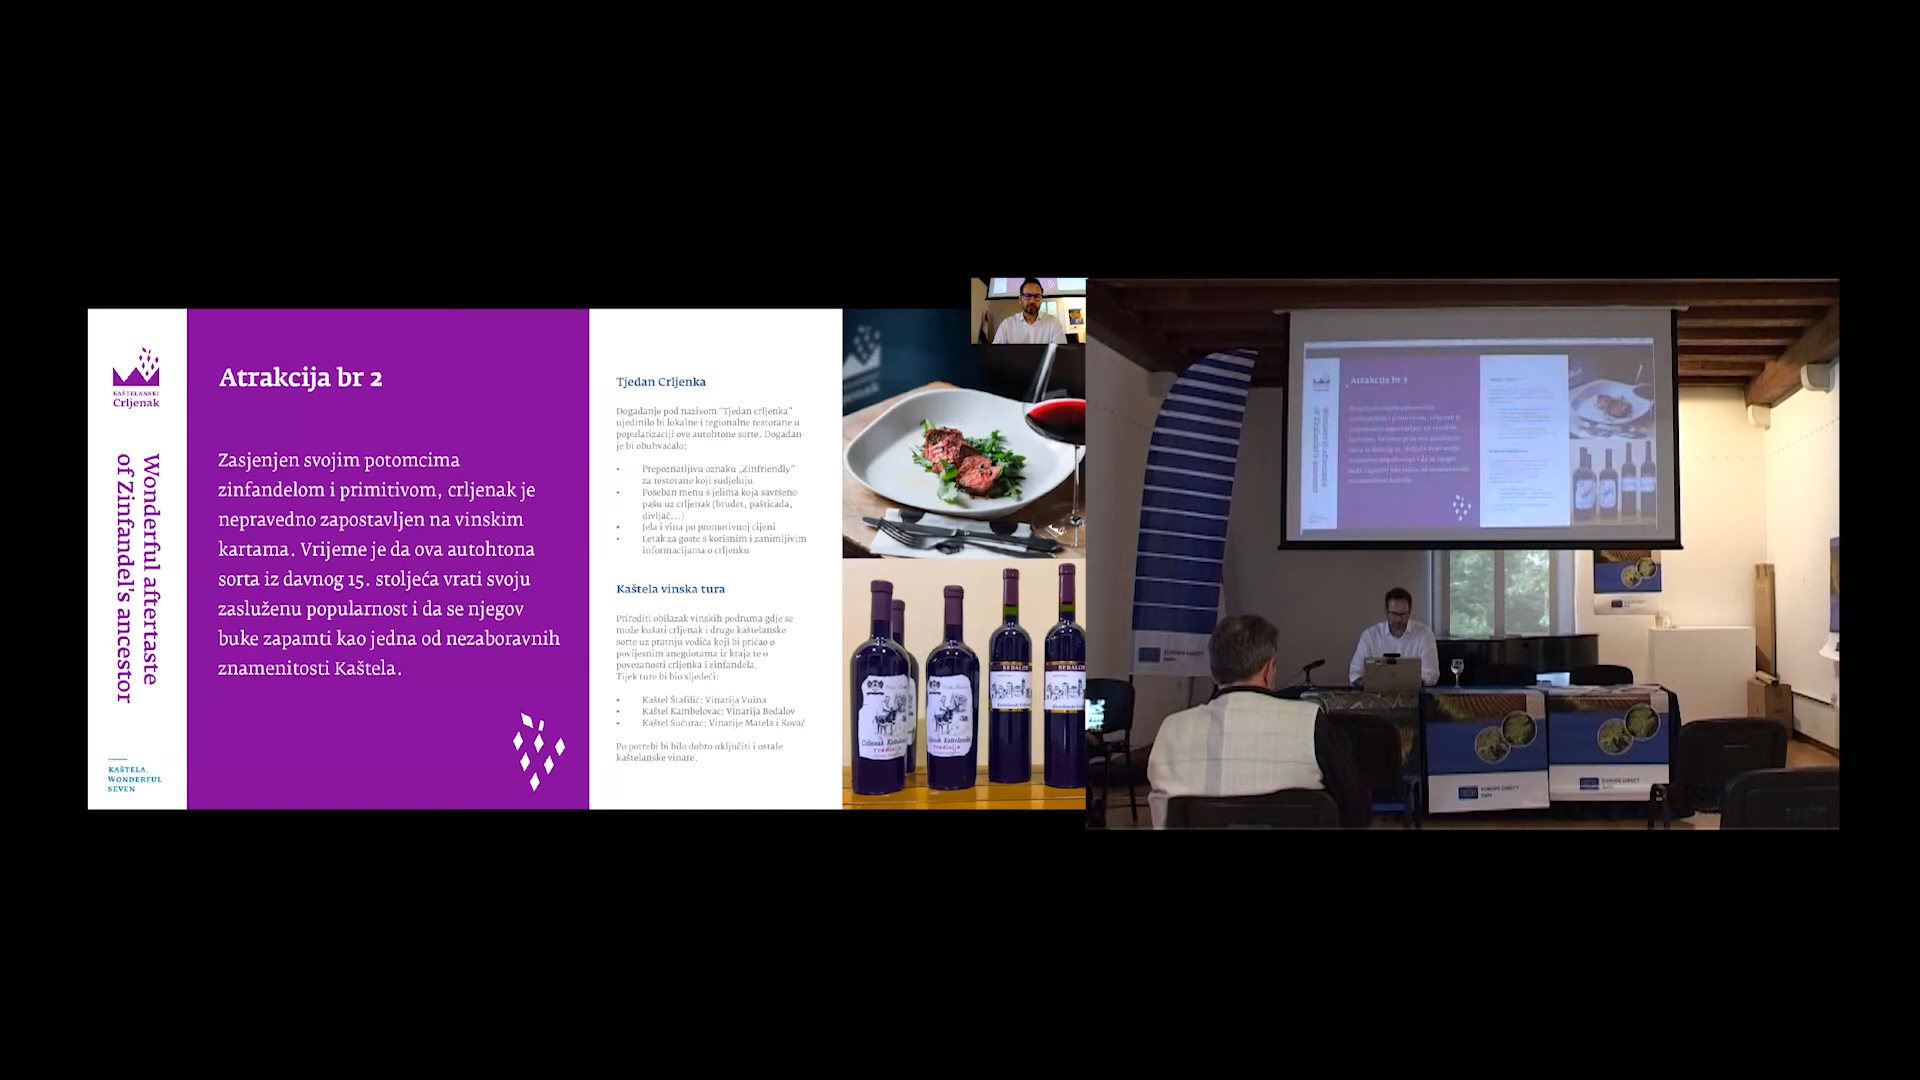 KAŠTELANSKI
Crljenak
Wonderful aftertaste
of Zinfandel's ancestor
KAŠTELA.
WONDERFUL
SEVEN
Atrakcija br 2
Zasjenjen svojim potomcima
zinfandelom i primitivom, crljenak je
nepravedno zapostavljen na vinskim
kartama. Vrijeme je da ova autohtona
sorta iz davnog 15. stoljeća vrati svoju
zasluženu popularnost i da se njegov
buke zapamti kao jedna od nezaboravnih
znamenitosti Kaštela.
Tjedan Crljenka
Događanje pod nazivom "Tjedan crljenka"
ujedinilo bi lokalne i regionalne restorane u
popularizaciji ove autohtone sorte. Događan-
je bi obuhvaćalo:
• Prepoznatljivu oznaku „Zinfriendly"
za restorane koji sudjeluju
• Poseban menu s jelima koja savršeno
pašu uz crljenak (brudet, pašticada,
divljač...)
• Jela i vina po promotivnoj cijeni
• Letak za goste s korisnim i zanimljivim
informacijama o crljenku
Kaštela vinska tura
Prirediti obilazak vinskih podruma gdje se
može kušati crljenak i druge kaštelanske
sorte uz pratnju vodiča koji bi pričao o
povijesnim anegdotama iz kraja te o
povezanosti crljenka i zinfandela.
Tijek ture bi bio sljedeći:
• Kaštel Štafilić: Vinarija Vuina
• Kaštel Kambelovac: Vinarija Bedalov
• Kaštel Sućurac: Vinarije Matela i Kovač
Po potrebi bi bilo dobro uključiti i ostale
kaštelanske vinare.
Crljenak Kaštelanski
Tradicija
BEDALOV
Atrakcija br 2
EUROPE DIRECT
EUROPE DIRECT
EUROPE DIRECT